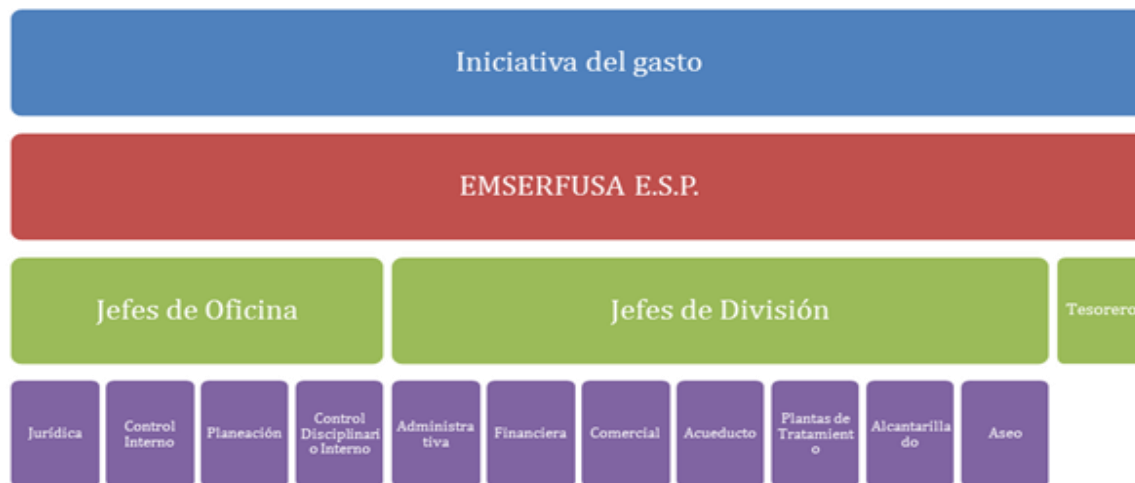 Iniciativa del gasto
EMSERFUSA E.S.P.
Jefes de Oficina
Jefes de División
Tesorero
Jurídica
Control
Interno
Planeación
Control
Disciplinari
o Interno
Administra
tiva
Financiera
Comercial
Acueducto
Plantas de
Tratamient
o
Alcantarilla
do
Aseo